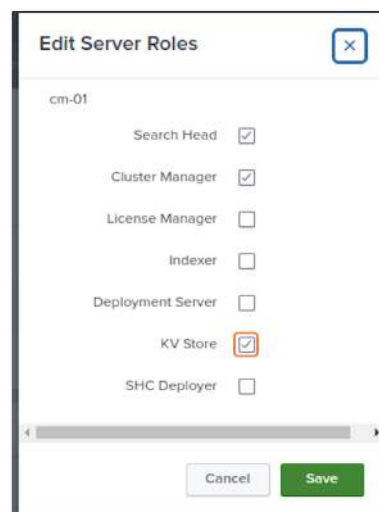 Edit Server Roles
cm-01
Search Head
Cluster Manager
License Manager
Indexer
Deployment Server
KV Store
SHC Deployer
Cancel Save